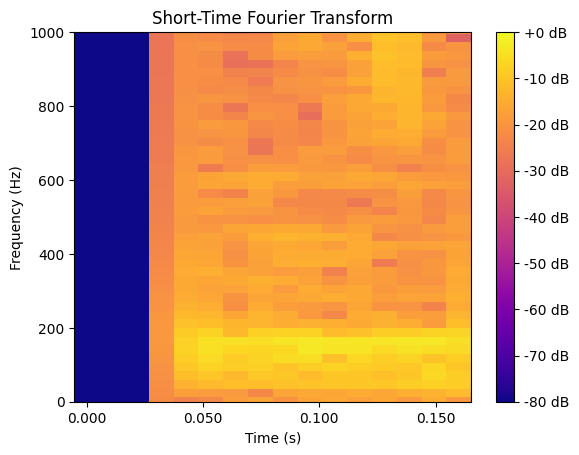 Short-Time Fourier Transform
1000
800
600
400
200
0
Frequency (Hz)
0.000
0.050
0.100
0.150
Time (s)
+0 dB
-10 dB
-20 dB
-30 dB
-40 dB
-50 dB
-60 dB
-70 dB
-80 dB